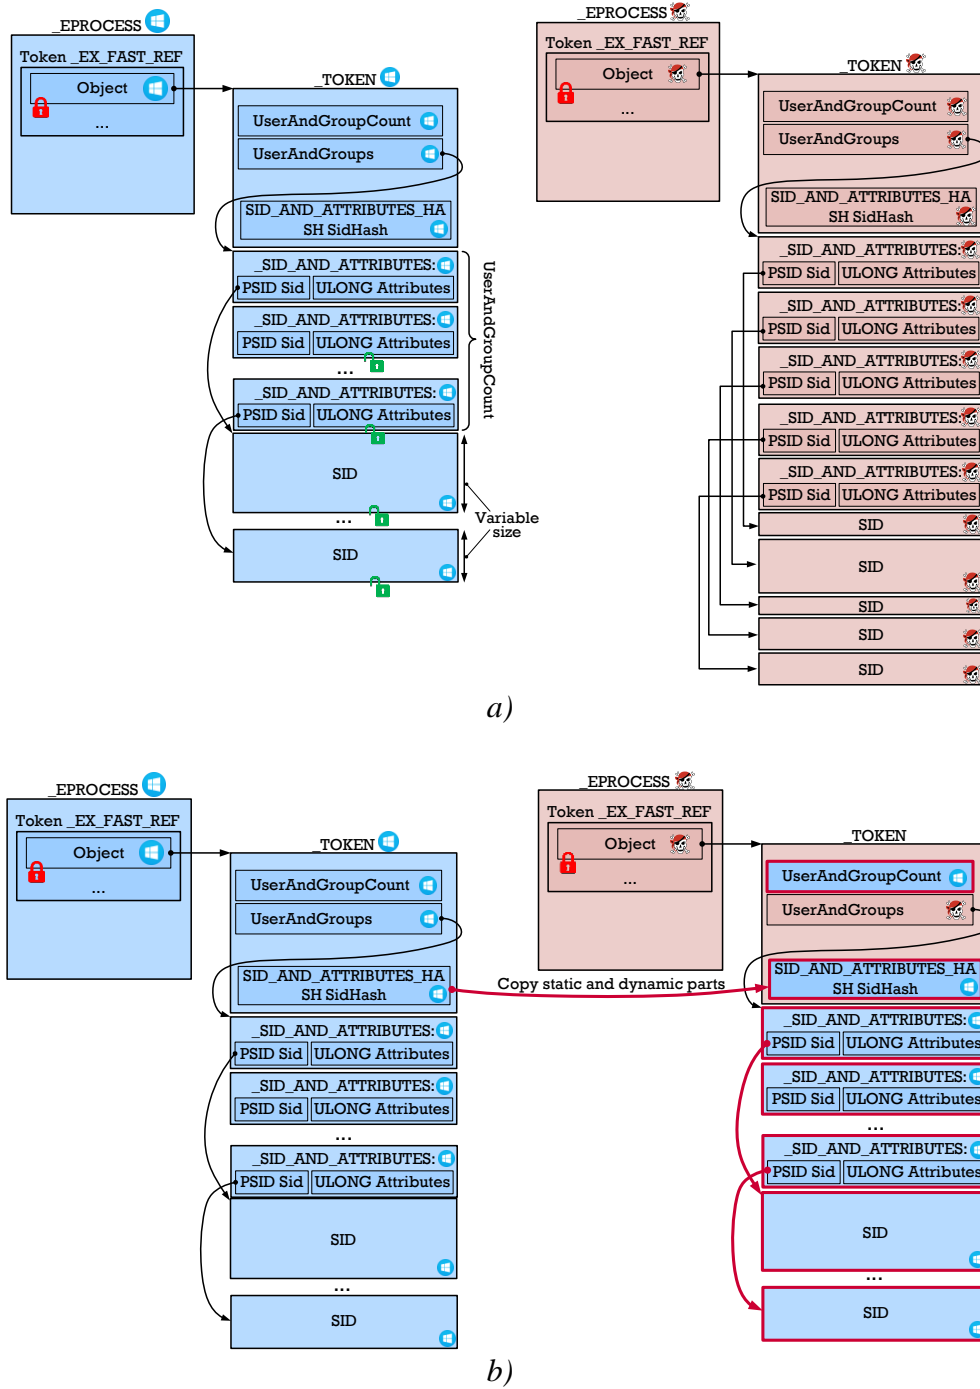 _EPROCESS
Token _EX_FAST_REF
Object
...
_TOKEN
UserAndGroupCount
UserAndGroups
SID_AND_ATTRIBUTES_HA
SH SidHash
_SID_AND_ATTRIBUTES:
PSID Sid
ULONG Attributes
_SID_AND_ATTRIBUTES:
PSID Sid
ULONG Attributes
...
_SID_AND_ATTRIBUTES:
PSID Sid
ULONG Attributes
UserAndGroupCount
SID
...
Variable
size
SID
_EPROCESS
Token _EX_FAST_REF
Object
...
_TOKEN
UserAndGroupCount
UserAndGroups
SID_AND_ATTRIBUTES_HA
SH SidHash
_SID_AND_ATTRIBUTES:
PSID Sid
ULONG Attributes
_SID_AND_ATTRIBUTES:
PSID Sid
ULONG Attributes
_SID_AND_ATTRIBUTES:
PSID Sid
ULONG Attributes
_SID_AND_ATTRIBUTES:
PSID Sid
ULONG Attributes
_SID_AND_ATTRIBUTES:
PSID Sid
ULONG Attributes
SID
SID
SID
SID
SID
a)
_EPROCESS
Token _EX_FAST_REF
Object
...
_TOKEN
UserAndGroupCount
UserAndGroups
SID_AND_ATTRIBUTES_HA
SH SidHash
_SID_AND_ATTRIBUTES:
PSID Sid
ULONG Attributes
_SID_AND_ATTRIBUTES:
PSID Sid
ULONG Attributes
...
_SID_AND_ATTRIBUTES:
PSID Sid
ULONG Attributes
SID
...
SID
Copy static and dynamic parts
_EPROCESS
Token _EX_FAST_REF
Object
...
_TOKEN
UserAndGroupCount
UserAndGroups
SID_AND_ATTRIBUTES_HA
SH SidHash
_SID_AND_ATTRIBUTES:
PSID Sid
ULONG Attributes
_SID_AND_ATTRIBUTES:
PSID Sid
ULONG Attributes
...
_SID_AND_ATTRIBUTES:
PSID Sid
ULONG Attributes
SID
...
SID
b)